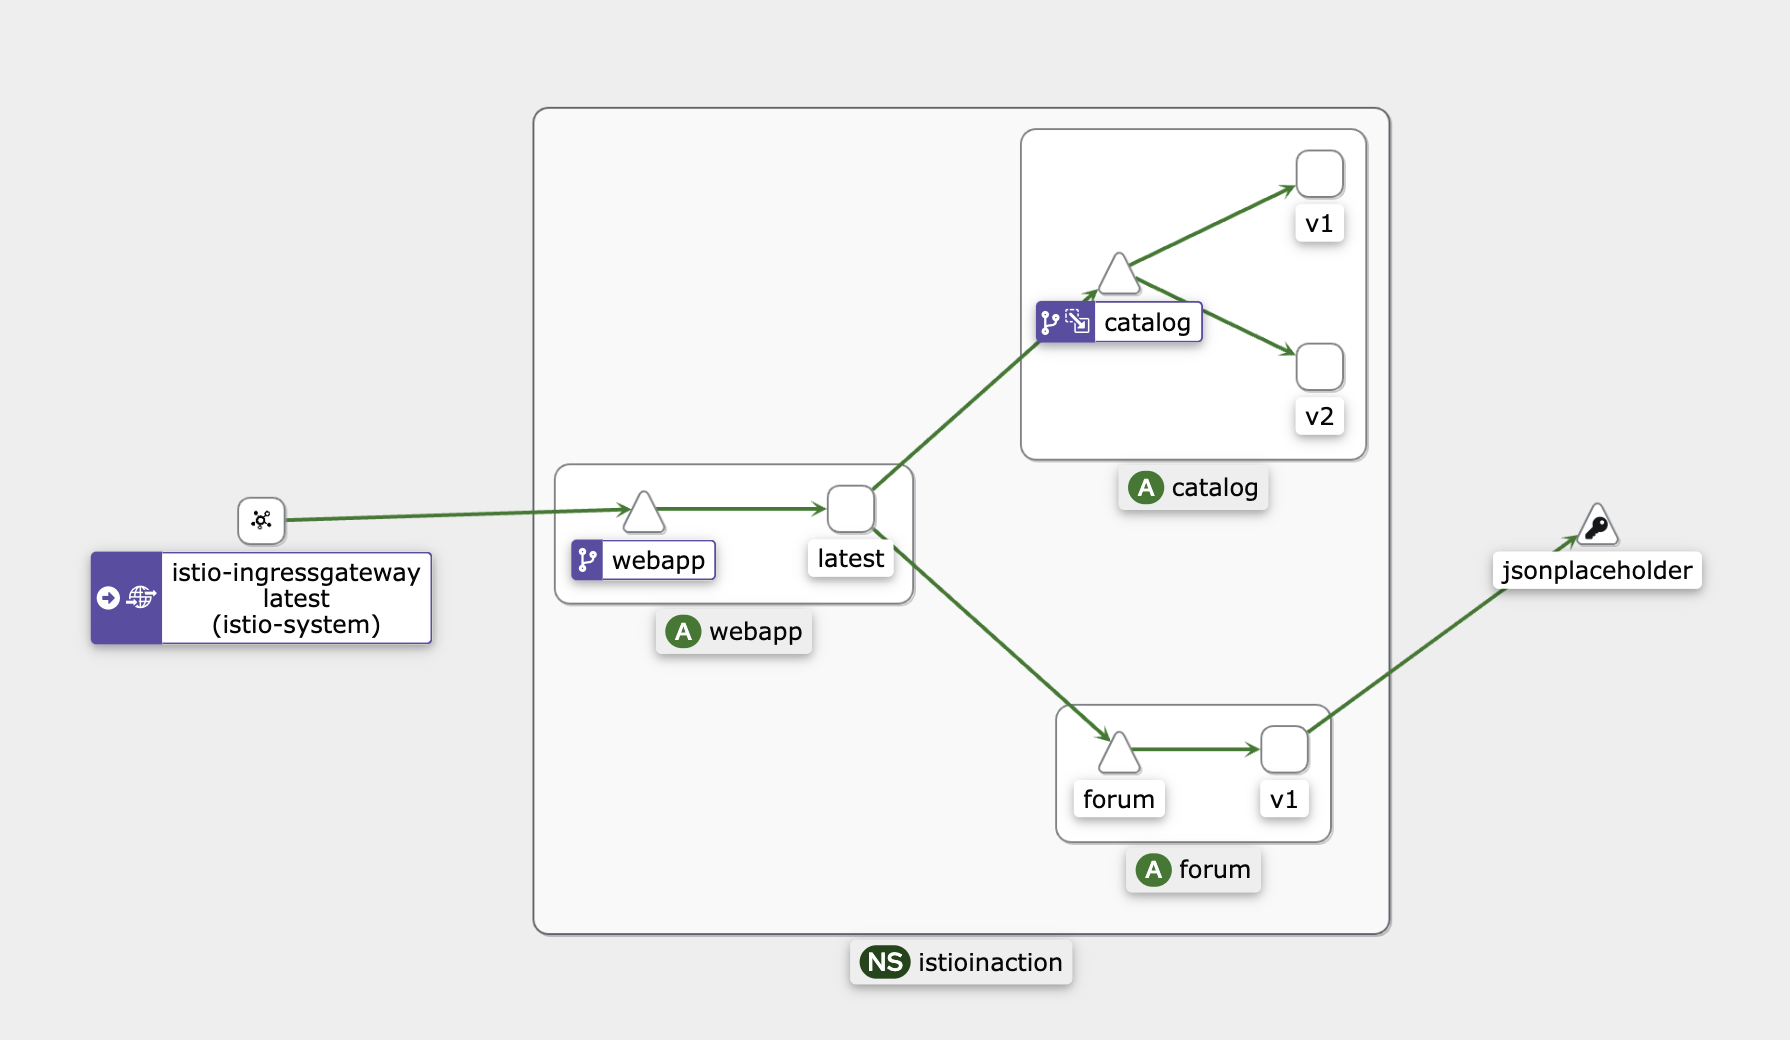 v1
catalog
v2
A catalog
istio-ingressgateway
latest
(istio-system)
webapp
latest
A webapp
jsonplaceholder
forum
v1
A forum
NS istioinaction